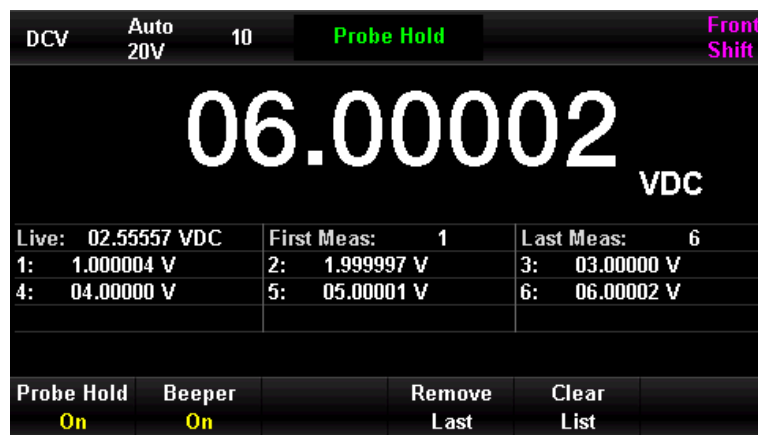 DCV Auto 20V 10 Probe Hold Front Shift
06.00002 VDC
Live: 02.55557 VDC First Meas: 1 Last Meas: 6
1: 1.000004 V 2: 1.999997 V 3: 03.00000 V
4: 04.00000 V 5: 05.00001 V 6: 06.00002 V
Probe Hold Beeper Remove Clear
On On Last List